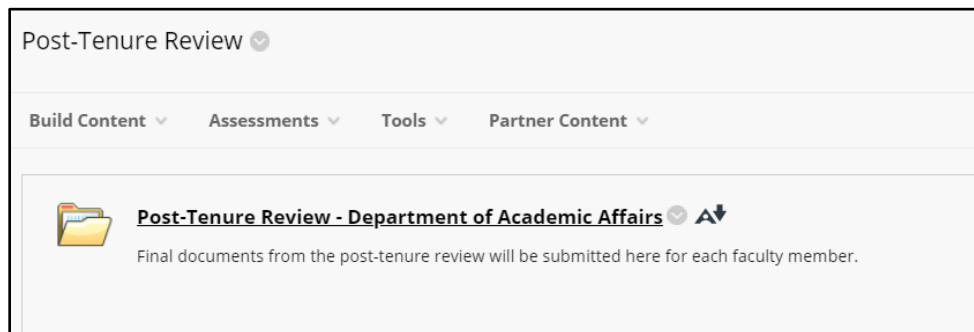 Post-Tenure Review
Build Content Assessments Tools Partner Content
Post-Tenure Review - Department of Academic Affairs
Final documents from the post-tenure review will be submitted here for each faculty member.